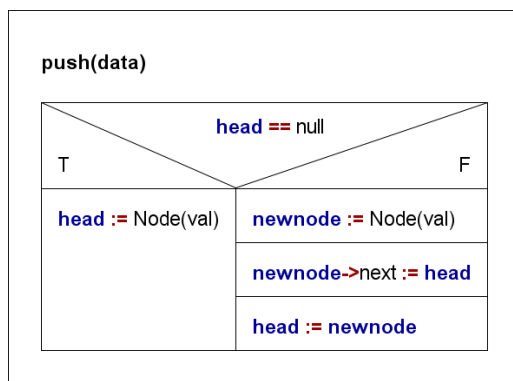 push(data)
head == null
T
F
head := Node(val)
newnode := Node(val)
newnode->next := head
head := newnode